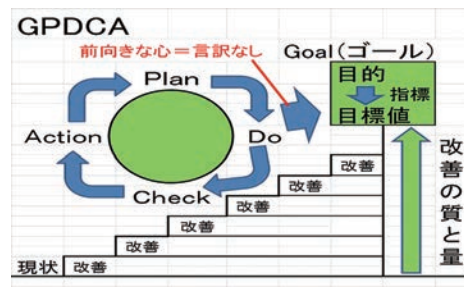 GPDCA
前向きな心=言訳なし
Goal(ゴール)
目的
指標
目標値
Plan
Do
Check
Action
改善
改善
改善
改善
改善
改善
現状
改善の質と量